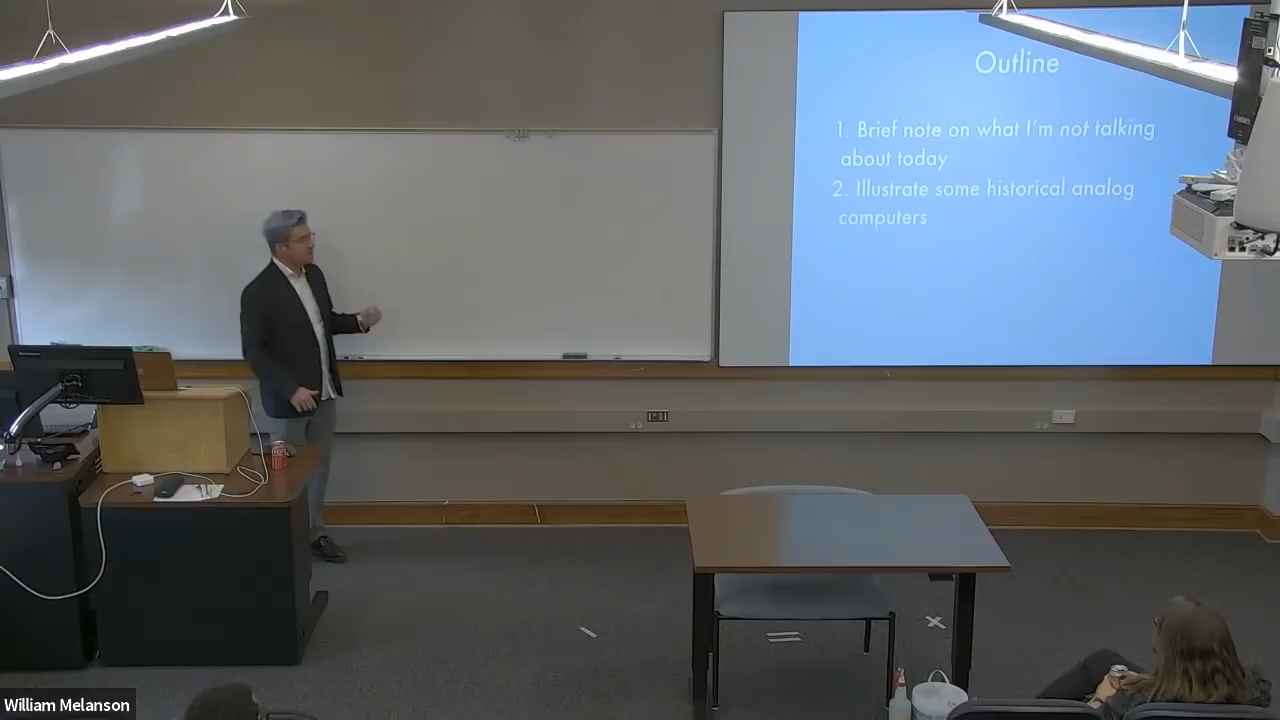 Outline
1. Brief note on what I'm not talking
about today
2. Illustrate some historical analog
computers
William Melanson